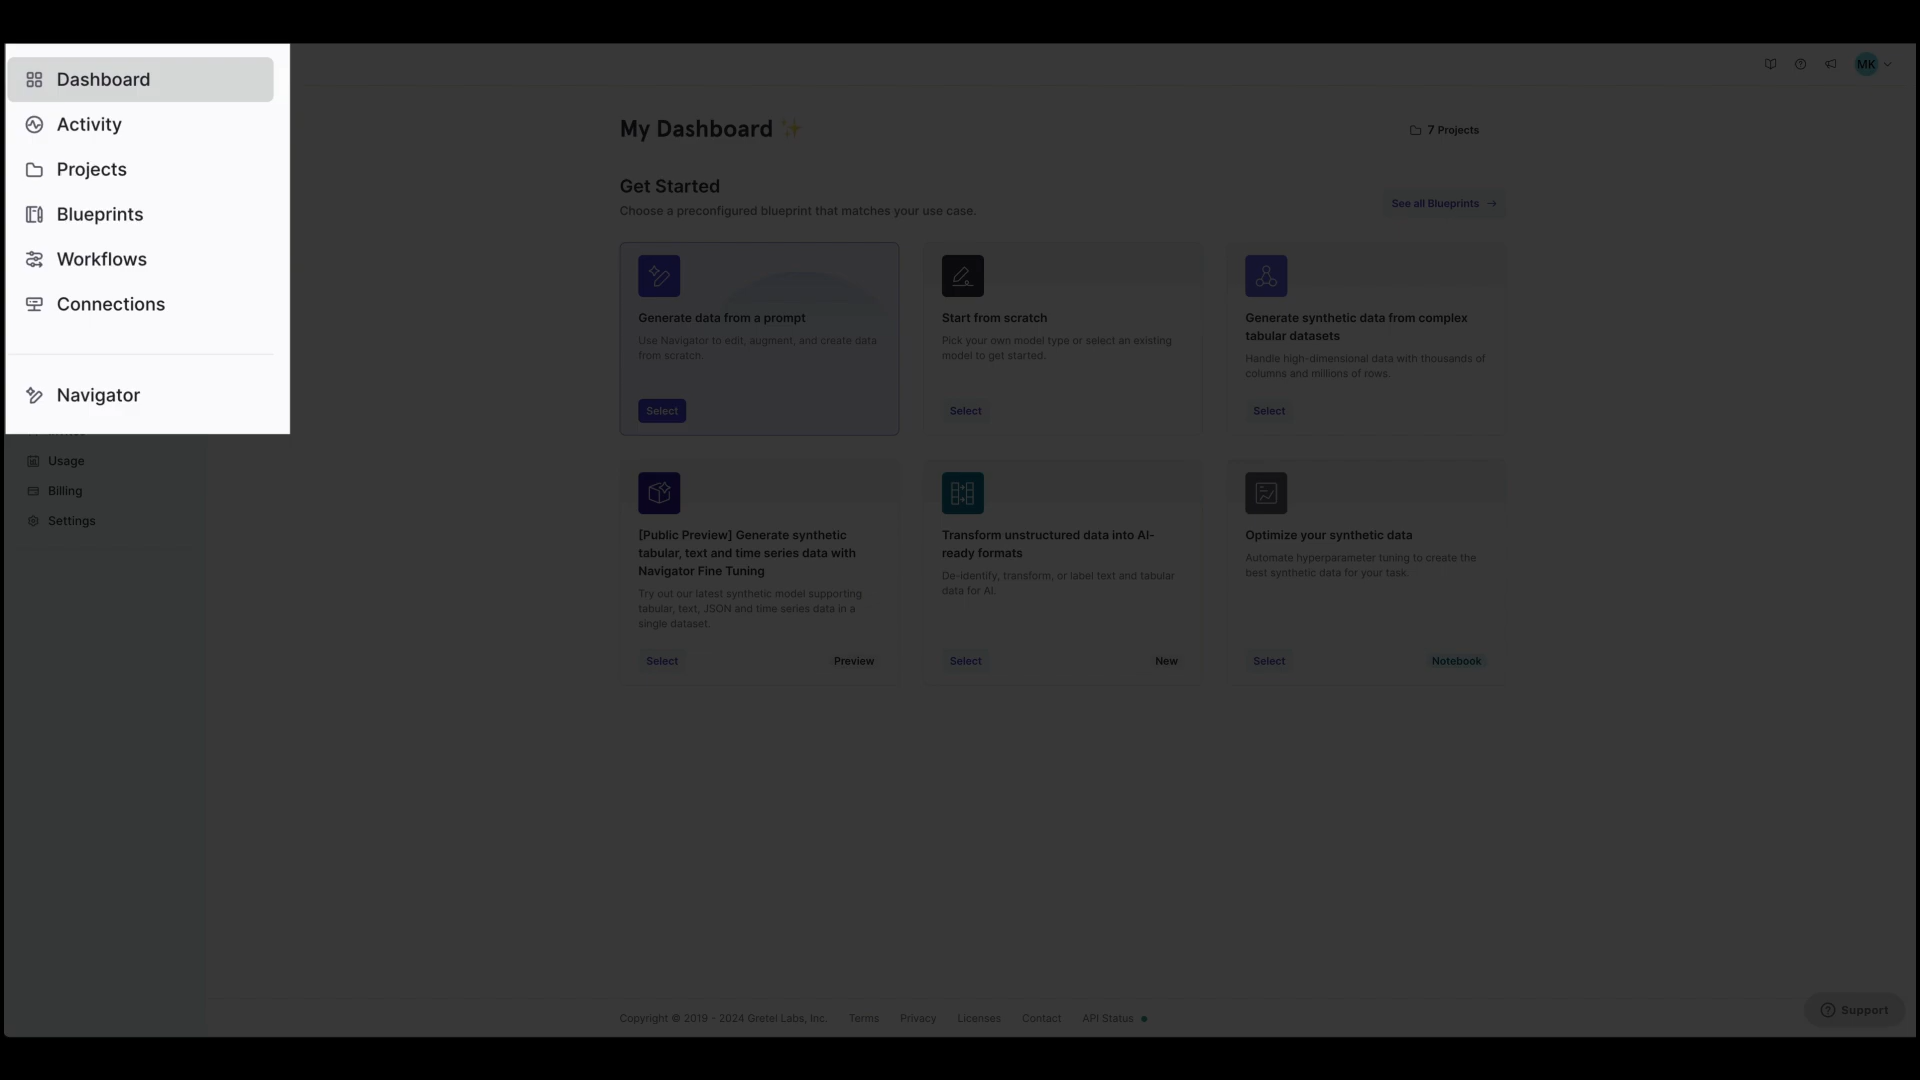 Dashboard
Activity
Projects
Blueprints
Workflows
Connections
Navigator
Usage
Billing
Settings
MK
My Dashboard ✨
7 Projects
Get Started
Choose a preconfigured blueprint that matches your use case.
See all Blueprints →
Generate data from a prompt
Use Navigator to edit, augment, and create data
from scratch.
Select
Start from scratch
Pick your own model type or select an existing
model to get started.
Select
Generate synthetic data from complex
tabular datasets
Handle high-dimensional data with thousands of
columns and millions of rows.
Select
[Public Preview] Generate synthetic
tabular, text and time series data with
Navigator Fine Tuning
Try out our latest synthetic model supporting
tabular, text, JSON and time series data in a
single dataset.
Select
Preview
Transform unstructured data into AI-
ready formats
De-identify, transform, or label text and tabular
data for AI.
Select
New
Optimize your synthetic data
Automate hyperparameter tuning to create the
best synthetic data for your task.
Select
Notebook
Copyright © 2019 - 2024 Gretel Labs, Inc.
Terms
Privacy
Licenses
Contact
API Status
Support